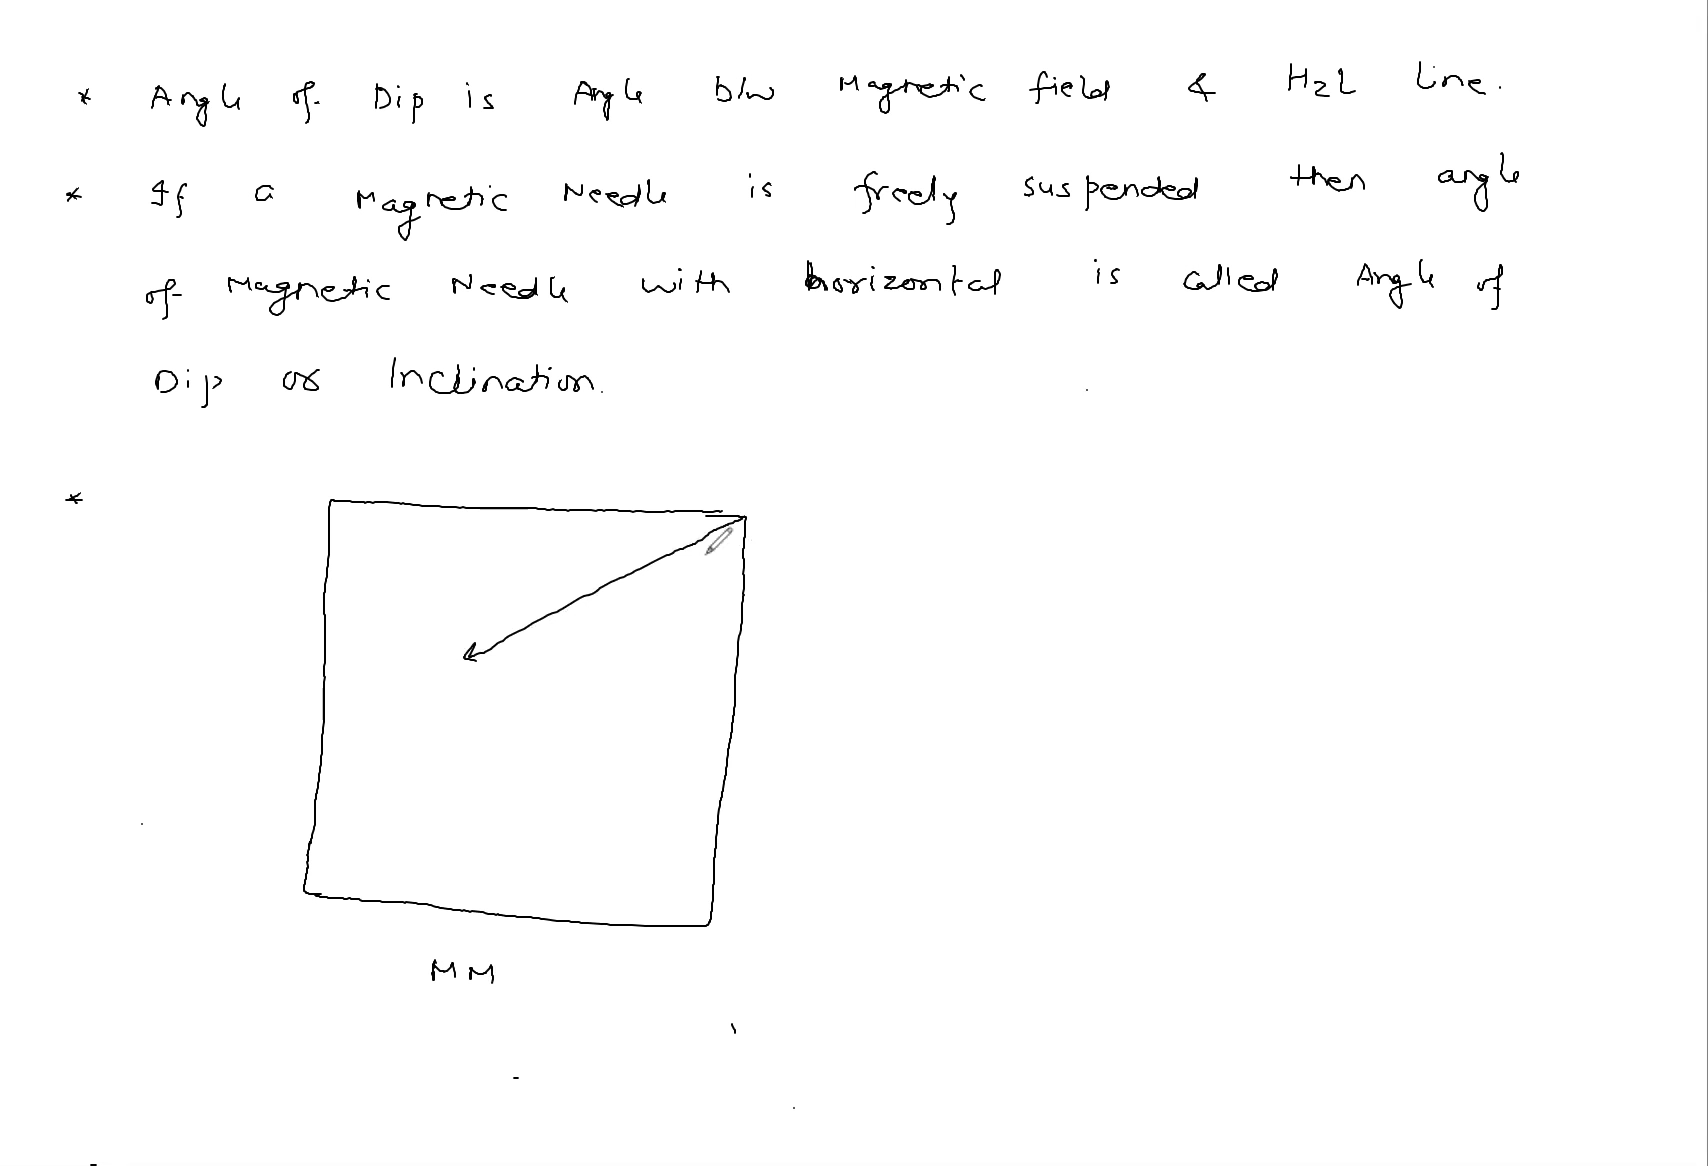 * Angle of Dip is Angle b/w Magnetic field & Hzl Line.
* If a Magnetic Needle is freely suspended then angle
of Magnetic Needle with horizontal is called Angle of
Dip or Inclination.
*
MM